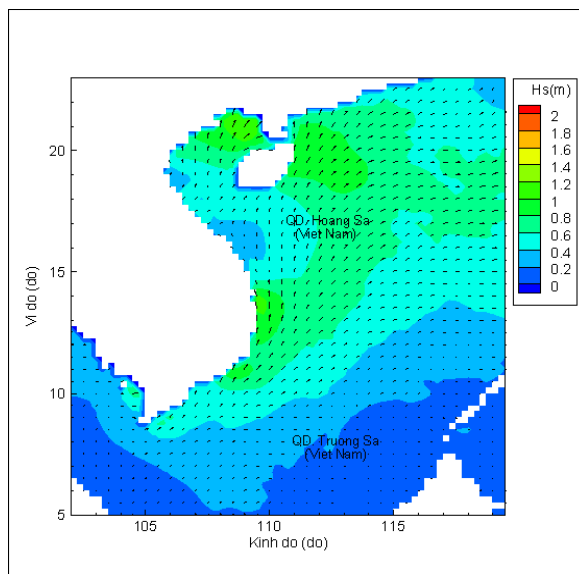 Hs(m)
2
1.8
1.6
1.4
1.2
1
0.8
0.6
0.4
0.2
0
20
15
10
5
Vi do (do)
QD. Hoang Sa
(Viet Nam)
QD. Truong Sa
(Viet Nam)
105
110
115
Kinh do (do)